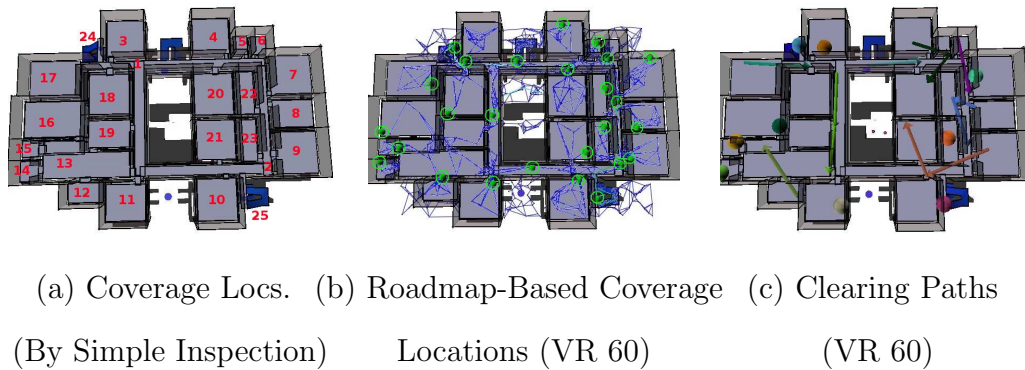 24 3 4 5 6
1
17 7
18 20 22 8
16
19 21 23 9
15 13
14 2
12 11 10
25
(a) Coverage Locs. (b) Roadmap-Based Coverage (c) Clearing Paths
(By Simple Inspection) Locations (VR 60) (VR 60)